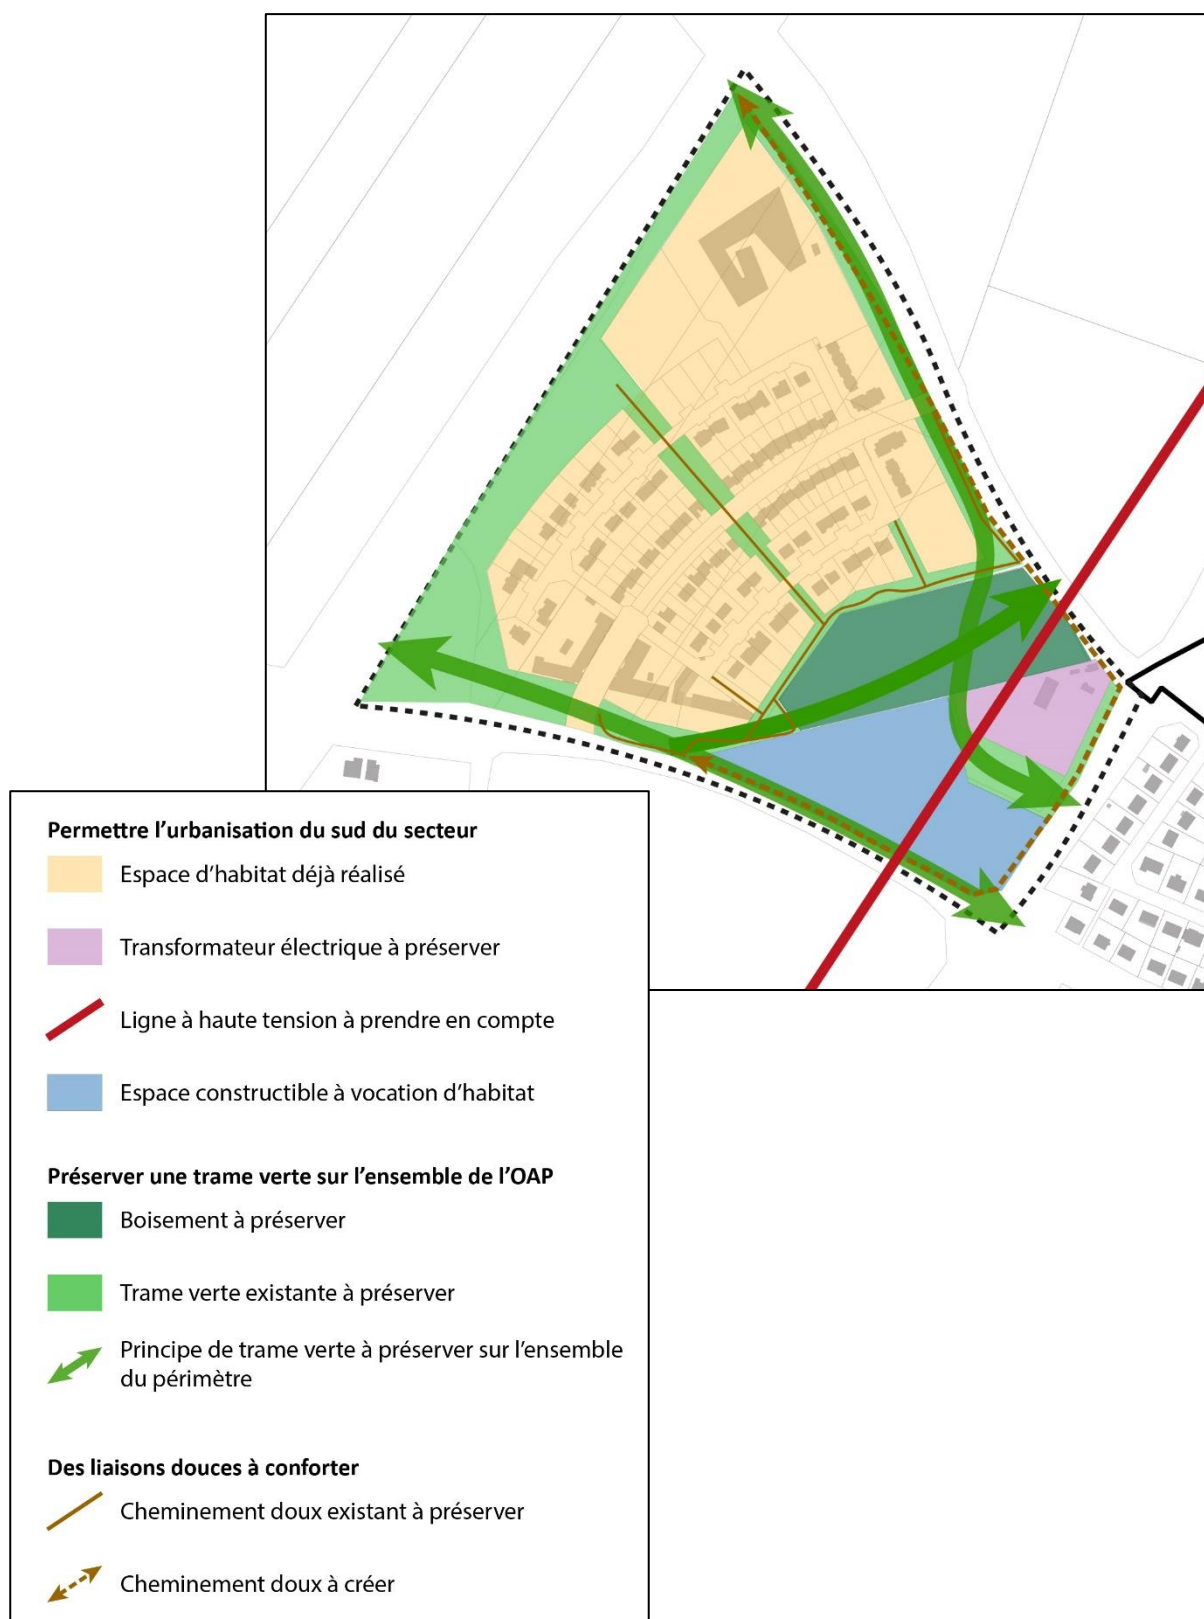 Permettre l’urbanisation du sud du secteur
Espace d’habitat déjà réalisé
Transformateur électrique à préserver
Ligne à haute tension à prendre en compte
Espace constructible à vocation d’habitat
Préserver une trame verte sur l’ensemble de l’OAP
Boisement à préserver
Trame verte existante à préserver
Principe de trame verte à préserver sur l’ensemble
du périmètre
Des liaisons douces à conforter
Cheminement doux existant à préserver
Cheminement doux à créer